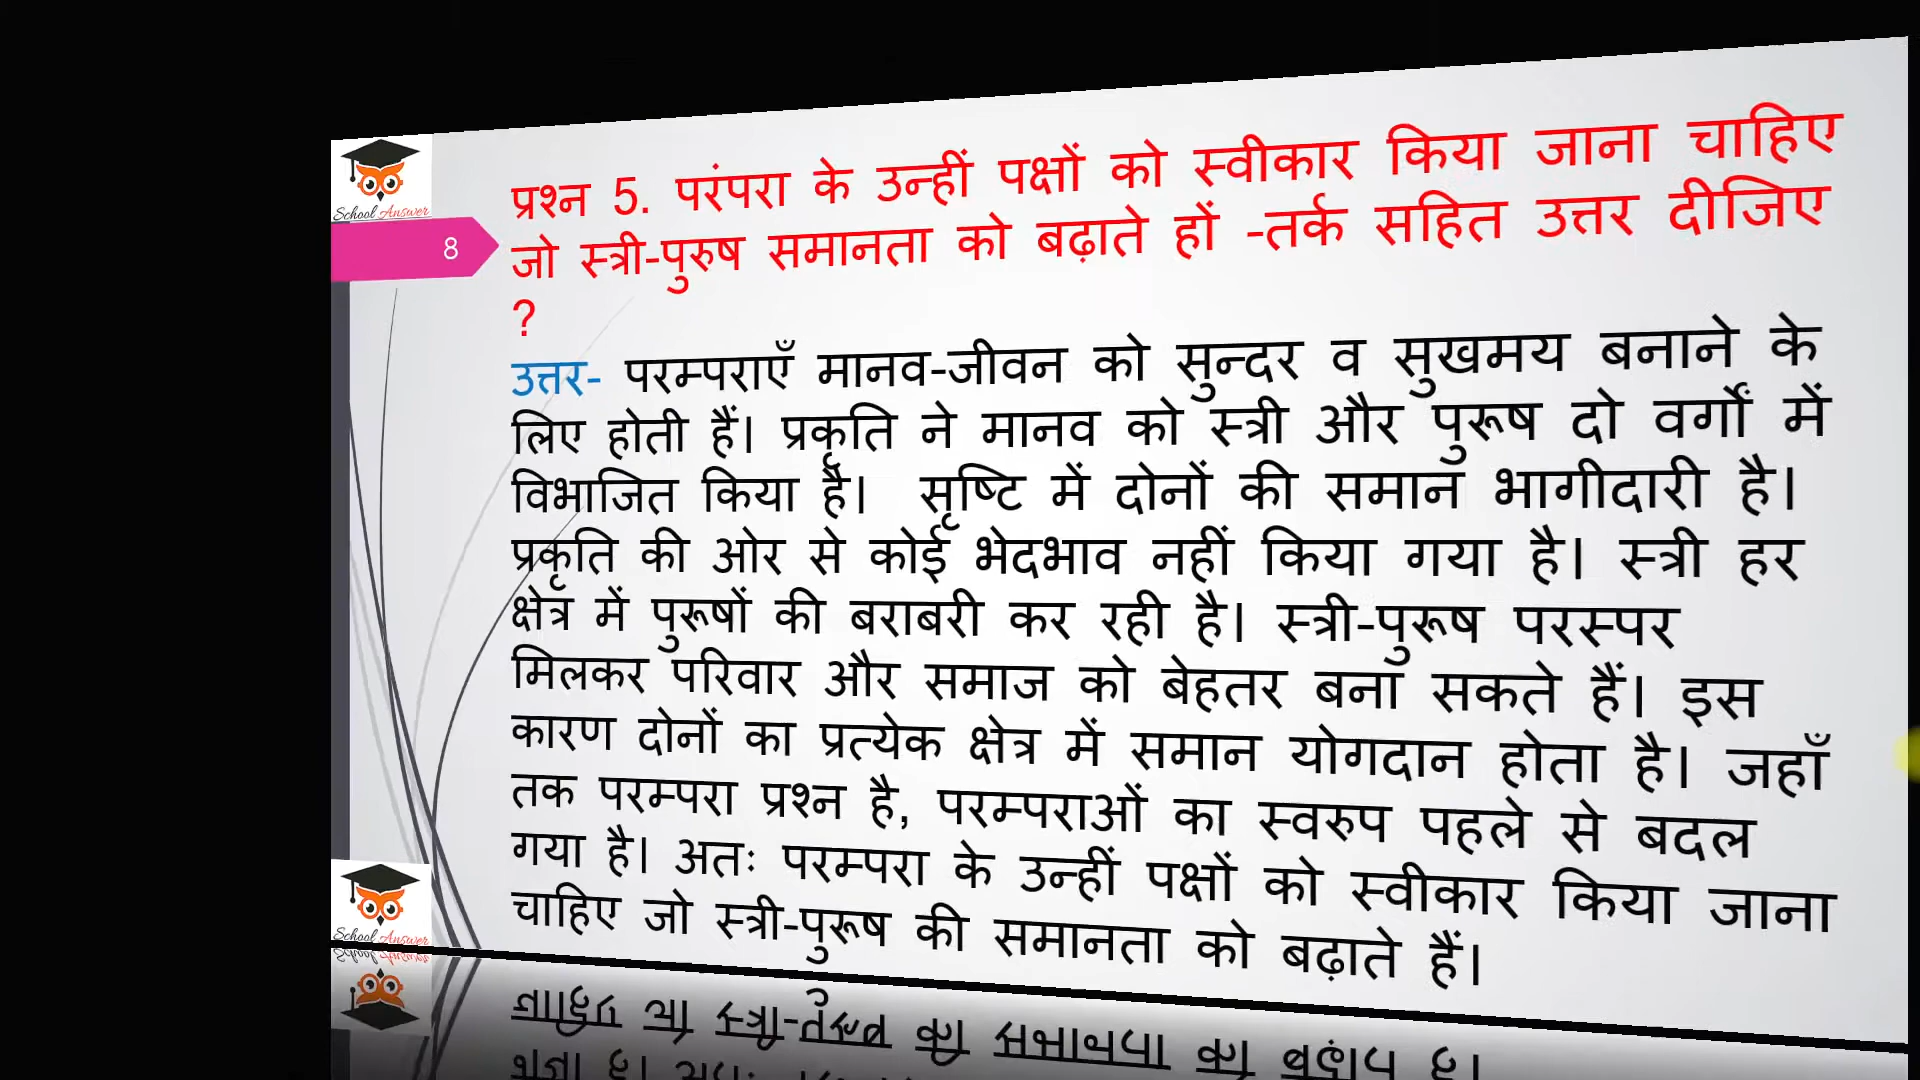 School Answer
8
प्रश्न 5. परंपरा के उन्हीं पक्षों को स्वीकार किया जाना चाहिए
जो स्त्री-पुरुष समानता को बढ़ाते हों -तर्क सहित उत्तर दीजिए
?
उत्तर- परम्पराएँ मानव-जीवन को सुन्दर व सुखमय बनाने के
लिए होती हैं। प्रकृति ने मानव को स्त्री और पुरूष दो वर्गों में
विभाजित किया है। सृष्टि में दोनों की समान भागीदारी है।
प्रकृति की ओर से कोई भेदभाव नहीं किया गया है। स्त्री हर
क्षेत्र में पुरूषों की बराबरी कर रही है। स्त्री-पुरूष परस्पर
मिलकर परिवार और समाज को बेहतर बना सकते हैं। इस
कारण दोनों का प्रत्येक क्षेत्र में समान योगदान होता है। जहाँ
तक परम्परा प्रश्न है, परम्पराओं का स्वरुप पहले से बदल
गया है। अतः परम्परा के उन्हीं पक्षों को स्वीकार किया जाना
चाहिए जो स्त्री-पुरूष की समानता को बढ़ाते हैं।
School Answer